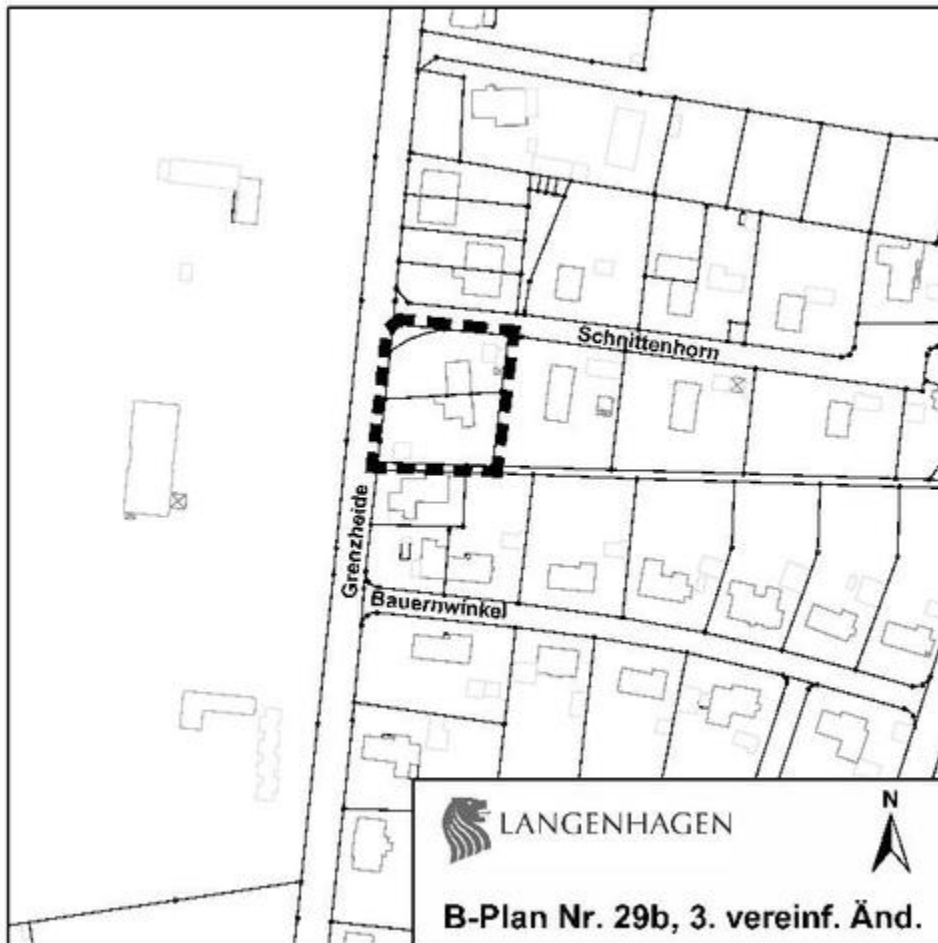 Schnittenhorn
Grenzheide
Bauernwinkel
LANGENHAGEN
N
B-Plan Nr. 29b, 3. vereinf. Änd.